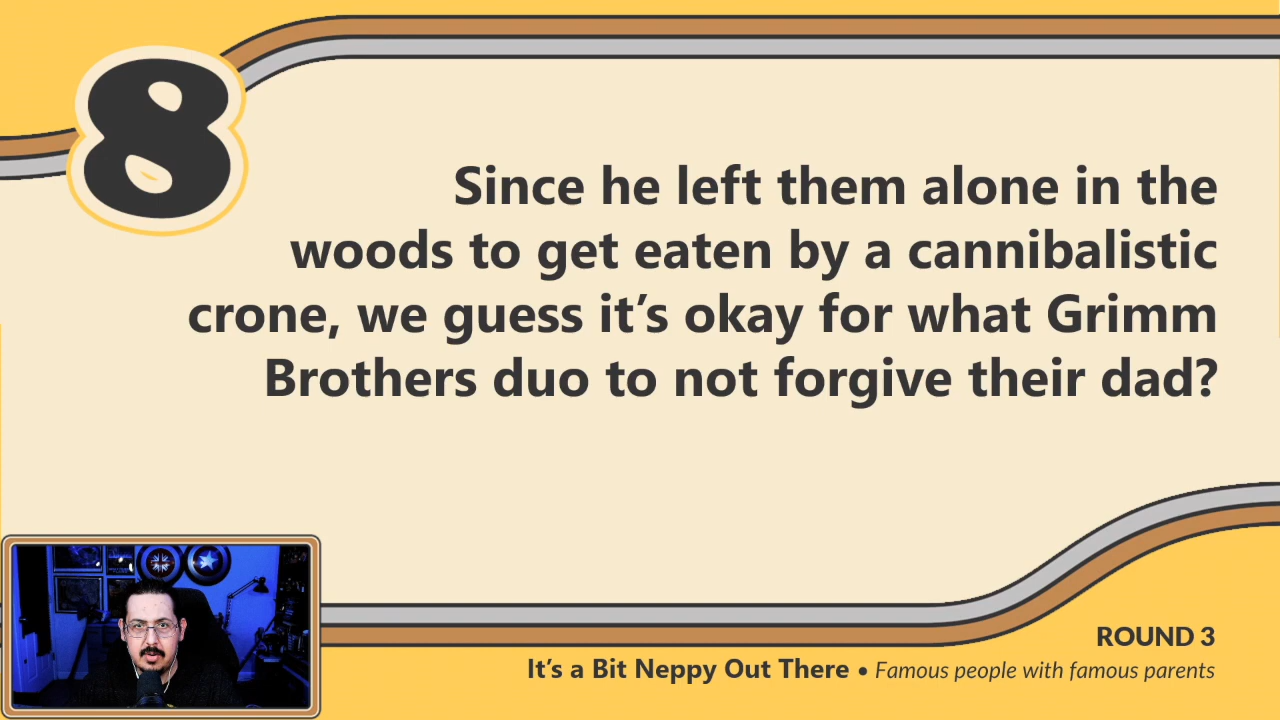 8
Since he left them alone in the
woods to get eaten by a cannibalistic
crone, we guess it’s okay for what Grimm
Brothers duo to not forgive their dad?
ROUND 3
It’s a Bit Neppy Out There • Famous people with famous parents